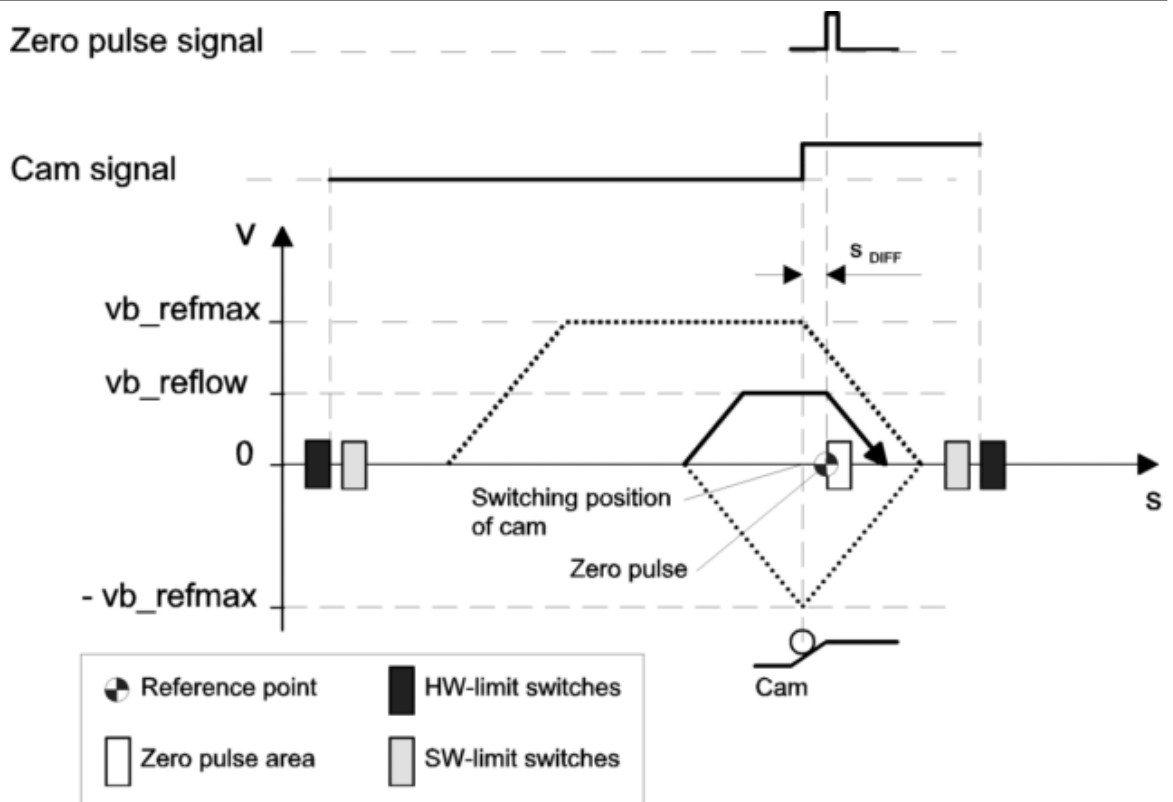 Zero pulse signal
Cam signal
V
s DIFF
vb_refmax
vb_reflow
0
Switching position
of cam
s
Zero pulse
- vb_refmax
Cam
Reference point
HW-limit switches
Zero pulse area
SW-limit switches